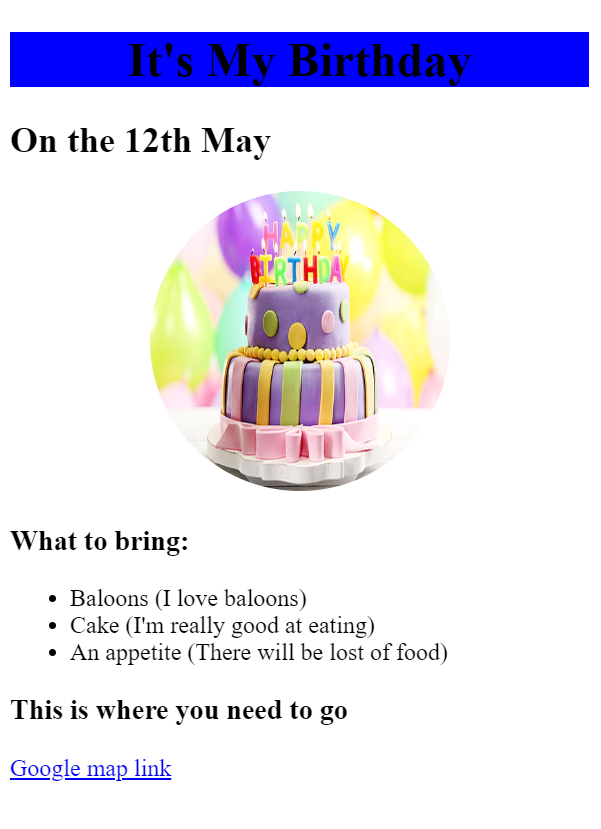 It's My Birthday
On the 12th May
HAPPY
BIRTHDAY
What to bring:
Baloons (I love baloons)
Cake (I'm really good at eating)
An appetite (There will be lost of food)
This is where you need to go
Google map link